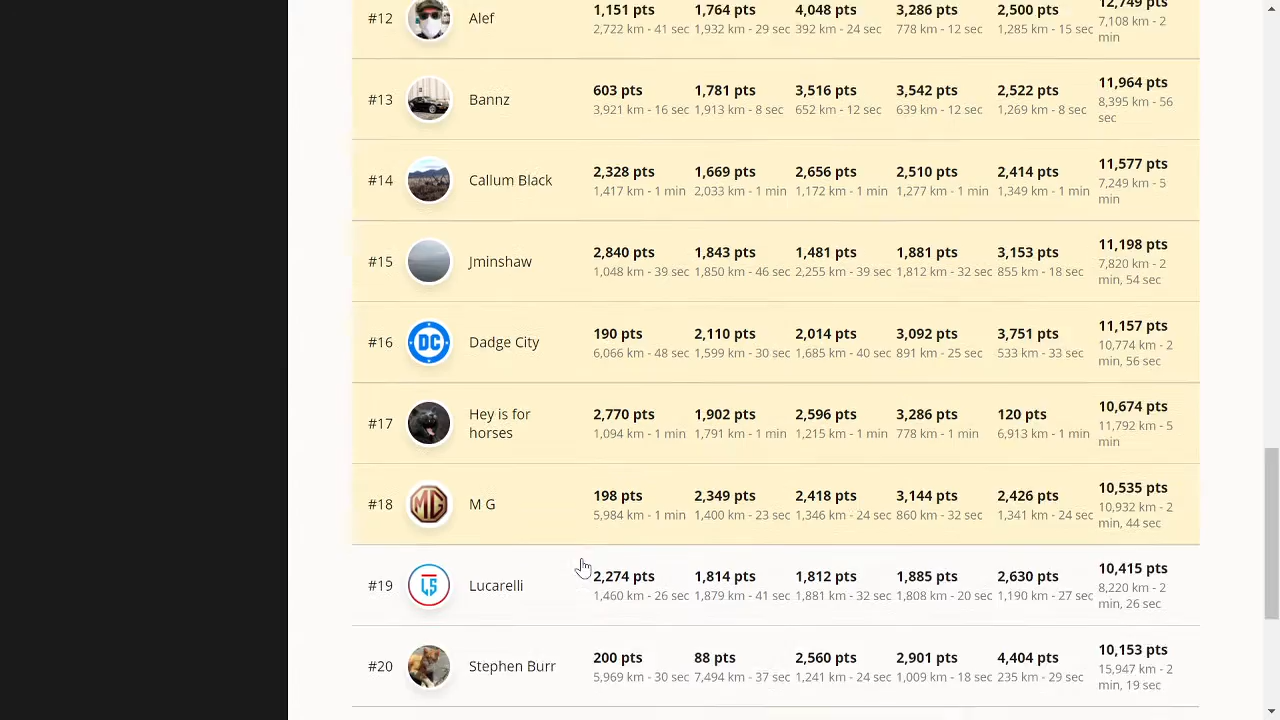 12,749 pts
#12 Alef 1,151 pts 1,764 pts 4,048 pts 3,286 pts 2,500 pts
2,722 km - 41 sec 1,932 km - 29 sec 392 km - 24 sec 778 km - 12 sec 1,285 km - 15 sec 7,108 km - 2
min
#13 Bannz 603 pts 1,781 pts 3,516 pts 3,542 pts 2,522 pts 11,964 pts
3,921 km - 16 sec 1,913 km - 8 sec 652 km - 12 sec 639 km - 12 sec 1,269 km - 8 sec 8,395 km - 56
sec
#14 Callum Black 2,328 pts 1,669 pts 2,656 pts 2,510 pts 2,414 pts 11,577 pts
1,417 km - 1 min 2,033 km - 1 min 1,172 km - 1 min 1,277 km - 1 min 1,349 km - 1 min 7,249 km - 5
min
#15 Jminshaw 2,840 pts 1,843 pts 1,481 pts 1,881 pts 3,153 pts 11,198 pts
1,048 km - 39 sec 1,850 km - 46 sec 2,255 km - 39 sec 1,812 km - 32 sec 855 km - 18 sec 7,820 km - 2
min, 54 sec
#16 DC Dadge City 190 pts 2,110 pts 2,014 pts 3,092 pts 3,751 pts 11,157 pts
6,066 km - 48 sec 1,599 km - 30 sec 1,685 km - 40 sec 891 km - 25 sec 533 km - 33 sec 10,774 km - 2
min, 56 sec
#17 Hey is for 2,770 pts 1,902 pts 2,596 pts 3,286 pts 120 pts 10,674 pts
horses 1,094 km - 1 min 1,791 km - 1 min 1,215 km - 1 min 778 km - 1 min 6,913 km - 1 min 11,792 km - 5
min
#18 MG M G 198 pts 2,349 pts 2,418 pts 3,144 pts 2,426 pts 10,535 pts
5,984 km - 1 min 1,400 km - 23 sec 1,346 km - 24 sec 860 km - 32 sec 1,341 km - 24 sec 10,932 km - 2
min, 44 sec
#19 Lucarelli 2,274 pts 1,814 pts 1,812 pts 1,885 pts 2,630 pts 10,415 pts
1,460 km - 26 sec 1,879 km - 41 sec 1,881 km - 32 sec 1,808 km - 20 sec 1,190 km - 27 sec 8,220 km - 2
min, 26 sec
#20 Stephen Burr 200 pts 88 pts 2,560 pts 2,901 pts 4,404 pts 10,153 pts
5,969 km - 30 sec 7,494 km - 37 sec 1,241 km - 24 sec 1,009 km - 18 sec 235 km - 29 sec 15,947 km - 2
min, 19 sec